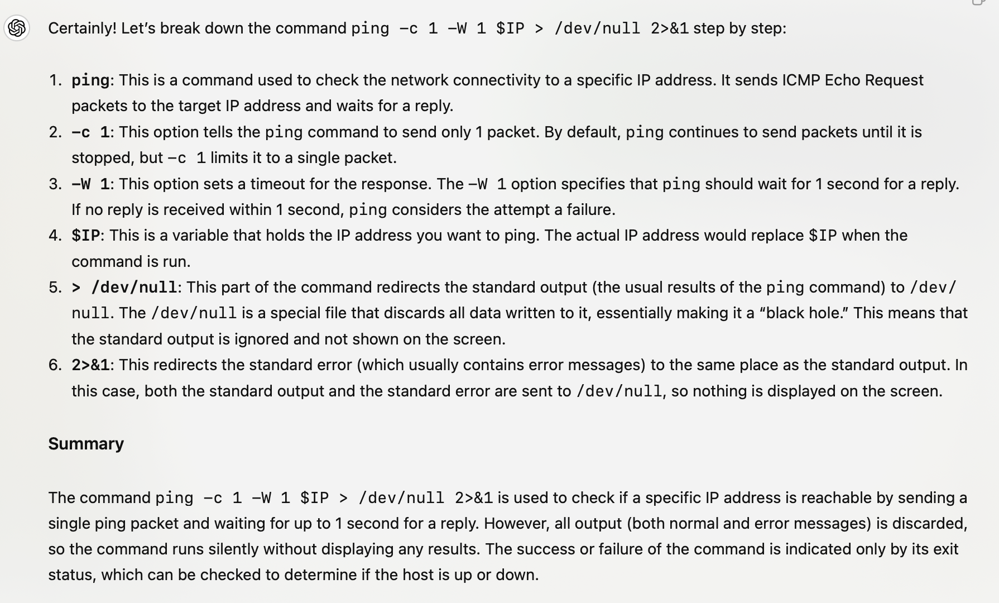 Certainly! Let’s break down the command ping –c 1 –W 1 $IP > /dev/null 2>&1 step by step:
1. ping: This is a command used to check the network connectivity to a specific IP address. It sends ICMP Echo Request
packets to the target IP address and waits for a reply.
2. –c 1: This option tells the ping command to send only 1 packet. By default, ping continues to send packets until it is
stopped, but –c 1 limits it to a single packet.
3. –W 1: This option sets a timeout for the response. The –W 1 option specifies that ping should wait for 1 second for a reply.
If no reply is received within 1 second, ping considers the attempt a failure.
4. $IP: This is a variable that holds the IP address you want to ping. The actual IP address would replace $IP when the
command is run.
5. > /dev/null: This part of the command redirects the standard output (the usual results of the ping command) to /dev/
null. The /dev/null is a special file that discards all data written to it, essentially making it a “black hole.” This means that
the standard output is ignored and not shown on the screen.
6. 2>&1: This redirects the standard error (which usually contains error messages) to the same place as the standard output. In
this case, both the standard output and the standard error are sent to /dev/null, so nothing is displayed on the screen.
Summary
The command ping –c 1 –W 1 $IP > /dev/null 2>&1 is used to check if a specific IP address is reachable by sending a
single ping packet and waiting for up to 1 second for a reply. However, all output (both normal and error messages) is discarded,
so the command runs silently without displaying any results. The success or failure of the command is indicated only by its exit
status, which can be checked to determine if the host is up or down.